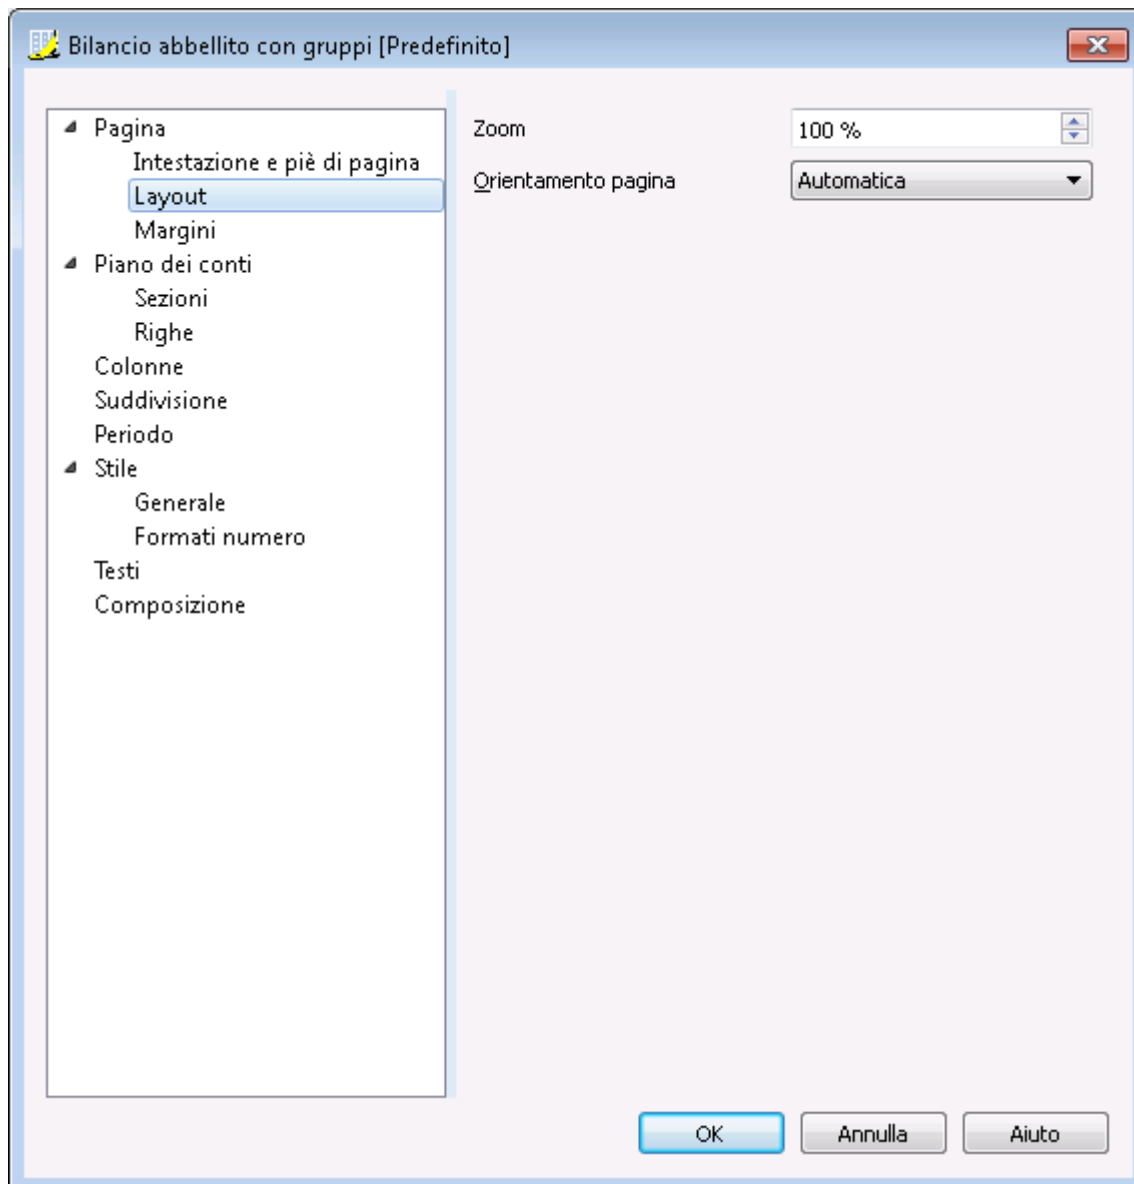 Bilancio abbellito con gruppi [Predefinito]
Pagina
Intestazione e piè di pagina
Layout
Margini
Piano dei conti
Sezioni
Righe
Colonne
Suddivisione
Periodo
Stile
Generale
Formati numero
Testi
Composizione
Zoom 100 %
Orientamento pagina Automatica
OK Annulla Aiuto